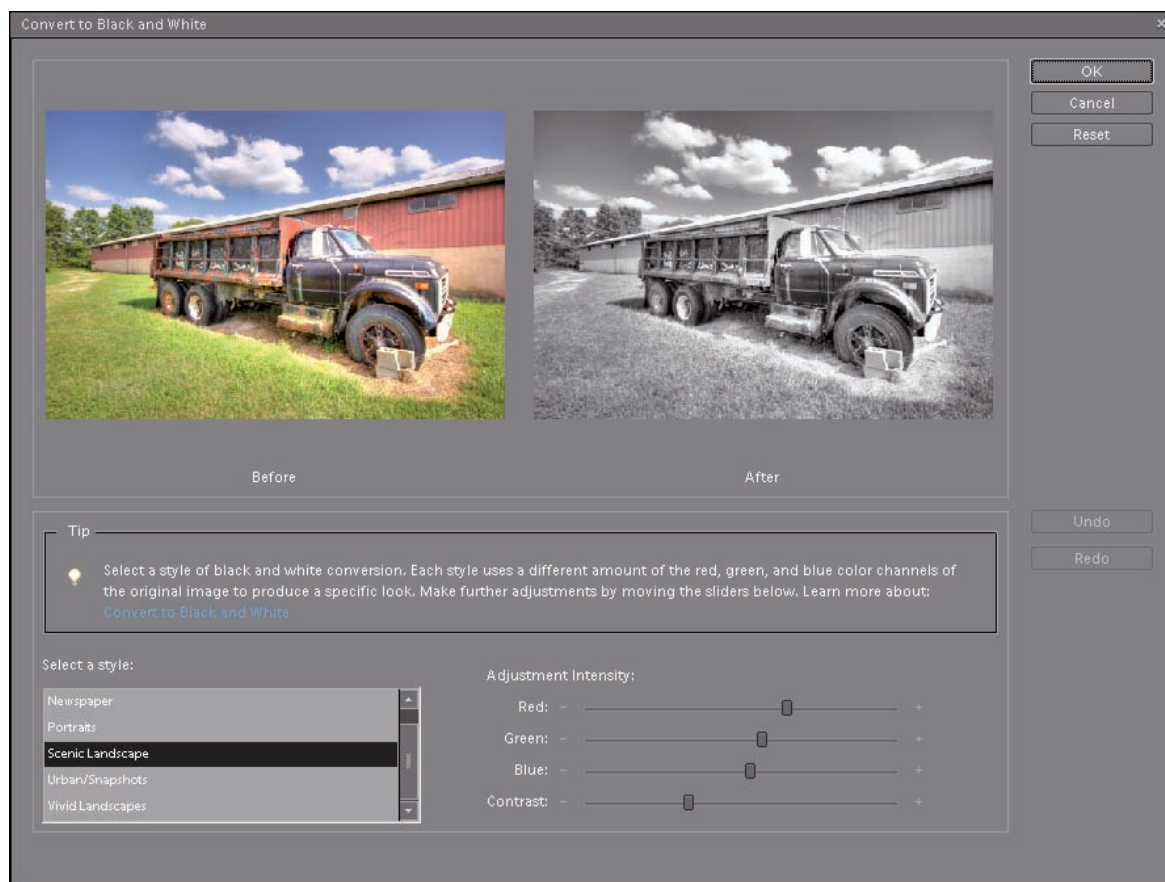 Convert to Black and White
OK
Cancel
Reset
Before
After
Undo
Redo
Tip
Select a style of black and white conversion. Each style uses a different amount of the red, green, and blue color channels of
the original image to produce a specific look. Make further adjustments by moving the sliders below. Learn more about:
Convert to Black and White
Select a style:
Newspaper
Portraits
Scenic Landscape
Urban/Snapshots
Vivid Landscapes
Adjustment Intensity:
Red: - +
Green: - +
Blue: - +
Contrast: - +